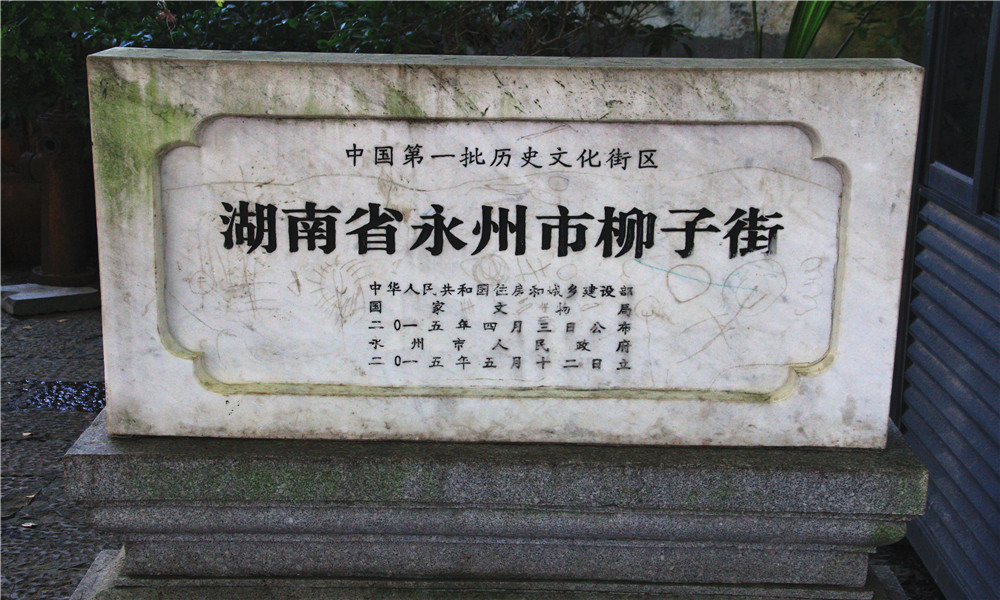 中国第一批历史文化街区
湖南省永州市柳子街
中华人民共和国住房和城乡建设部
国家文物局
二〇一五年四月三日公布
永州市人民政府
二〇一五年五月十二日立